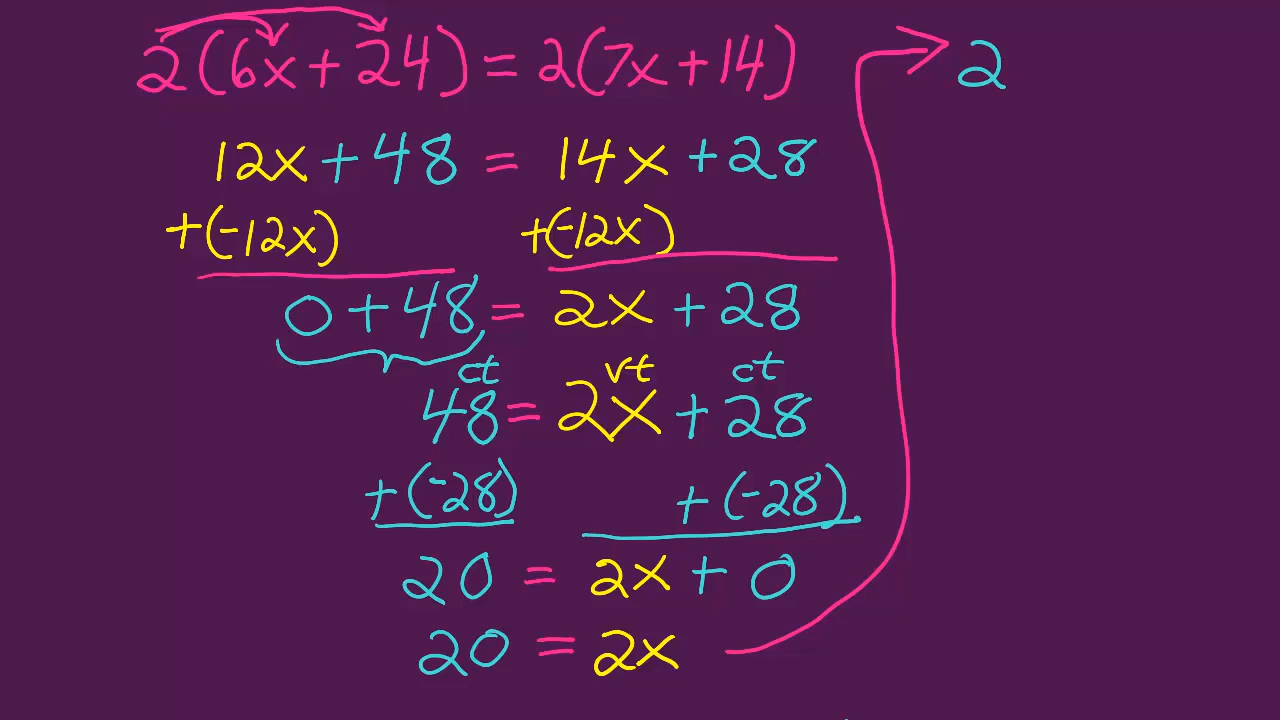 2(6x+24)=2(7x+14)
12x+48=14x+28
+(-12x) +(-12x)
0+48=2x+28
ct vt ct
48=2x+28
+(-28) +(-28)
20=2x+0
20=2x
2